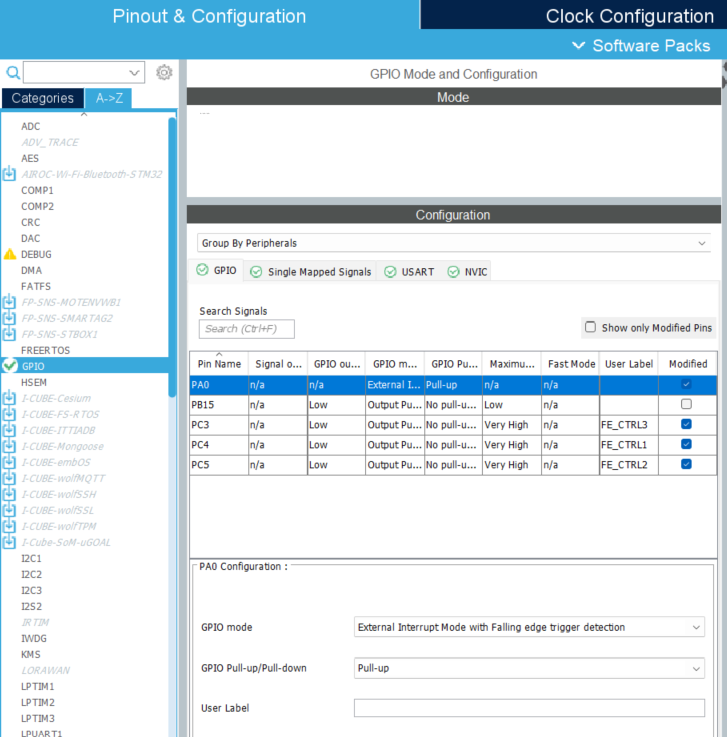 Pinout & Configuration
Clock Configuration
Software Packs
Categories
A->Z
ADC
ADV_TRACE
AES
AIROC-Wi-Fi-Bluetooth-STM32
COMP1
COMP2
CRC
DAC
DEBUG
DMA
FATFS
FP-SNS-MOTENVWB1
FP-SNS-SMARTAG2
FP-SNS-STBOX1
FREERTOS
GPIO
HSEM
I-CUBE-Cesium
I-CUBE-FS-RTOS
I-CUBE-ITTIADB
I-CUBE-Mongoose
I-CUBE-embOS
I-CUBE-wolfMQTT
I-CUBE-wolfSSH
I-CUBE-wolfSSL
I-CUBE-wolfTPM
I-Cube-SoM-uGOAL
I2C1
I2C2
I2C3
I2S2
IRTIM
IWDG
KMS
LORAWAN
LPTIM1
LPTIM2
LPTIM3
LPUART1
GPIO Mode and Configuration
Mode
Configuration
Group By Peripherals
GPIO Single Mapped Signals USART NVIC
Search Signals
Search (Ctrl+F)
Show only Modified Pins
Pin Name Signal o... GPIO ou... GPIO m... GPIO Pu... Maximu... Fast Mode User Label Modified
PA0 n/a n/a External I... Pull-up n/a n/a
PB15 n/a Low Output Pu... No pull-u... Low n/a
PC3 n/a Low Output Pu... No pull-u... Very High n/a FE_CTRL3
PC4 n/a Low Output Pu... No pull-u... Very High n/a FE_CTRL1
PC5 n/a Low Output Pu... No pull-u... Very High n/a FE_CTRL2
PA0 Configuration :
GPIO mode External Interrupt Mode with Falling edge trigger detection
GPIO Pull-up/Pull-down Pull-up
User Label